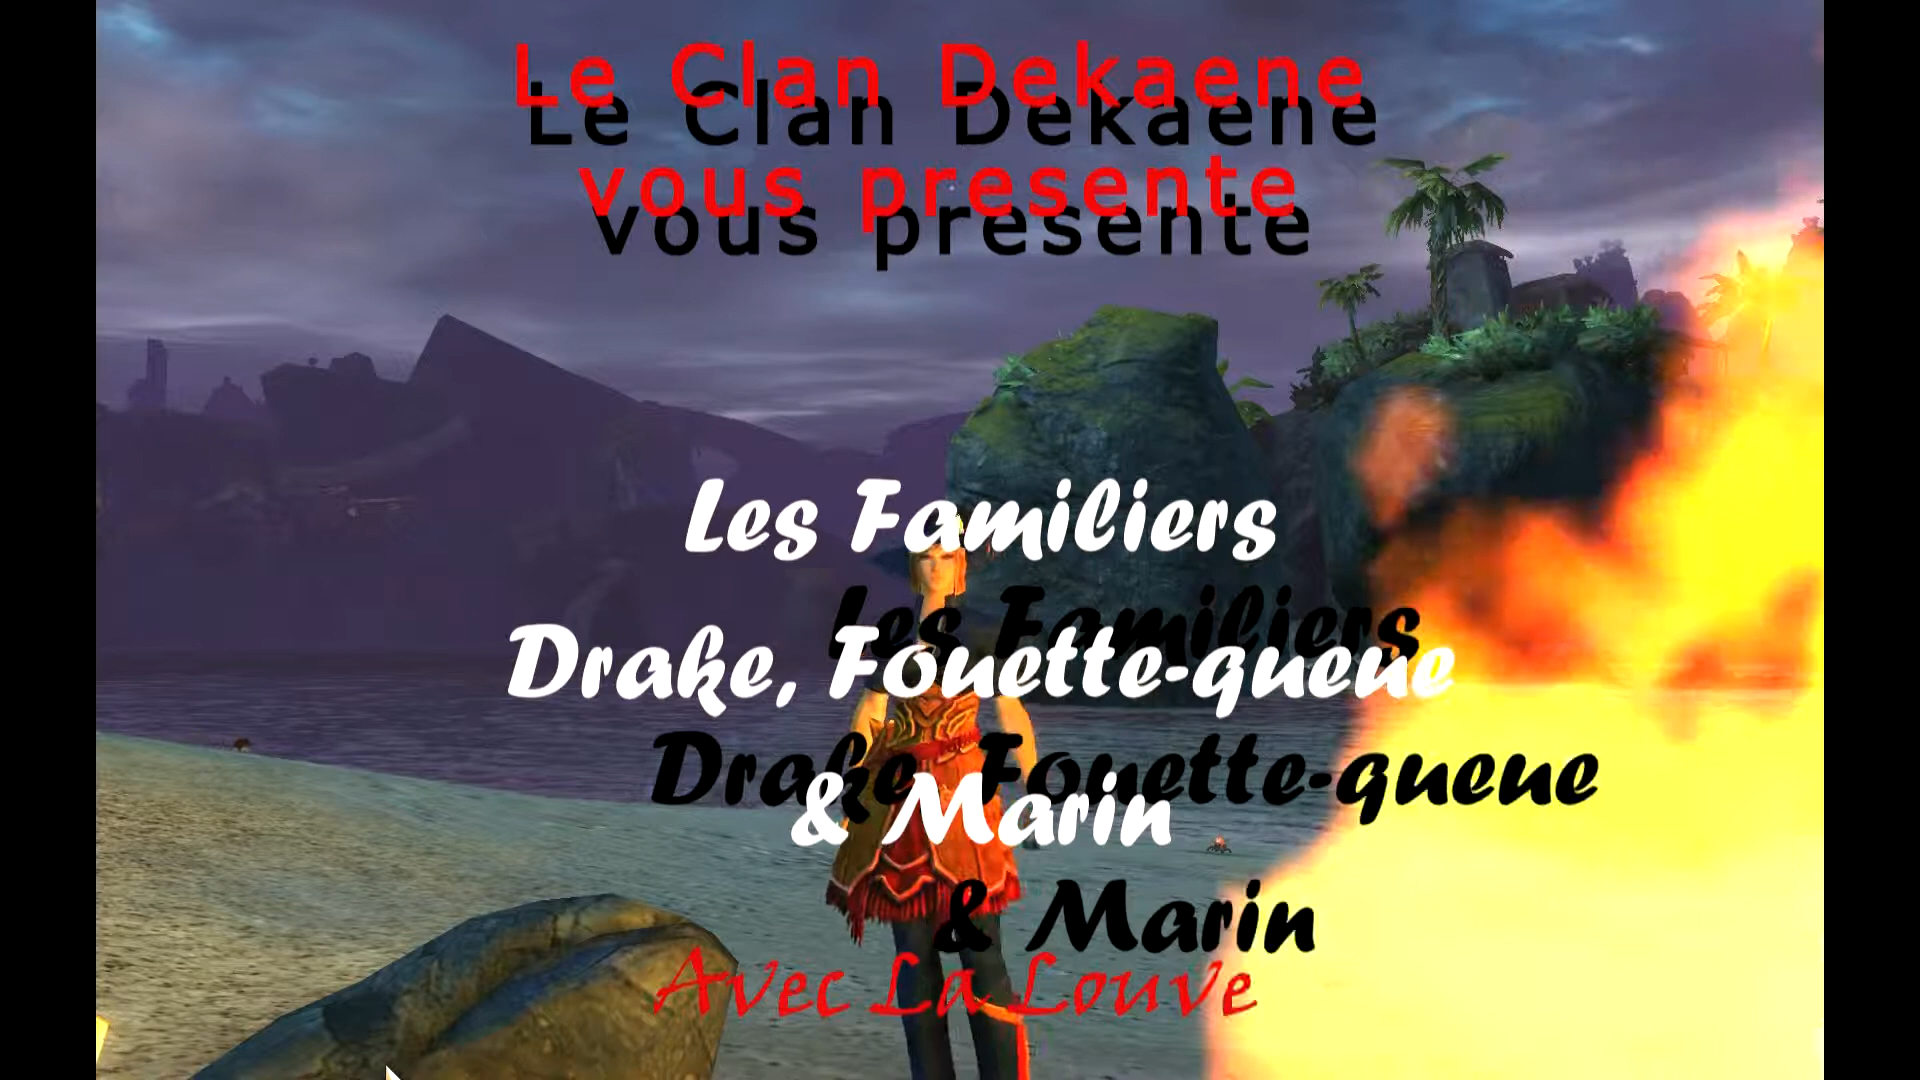 Le Clan Dekaene
vous presente
Les Familiers
Drake, Fouette-queue
& Marin
Avec La Louve